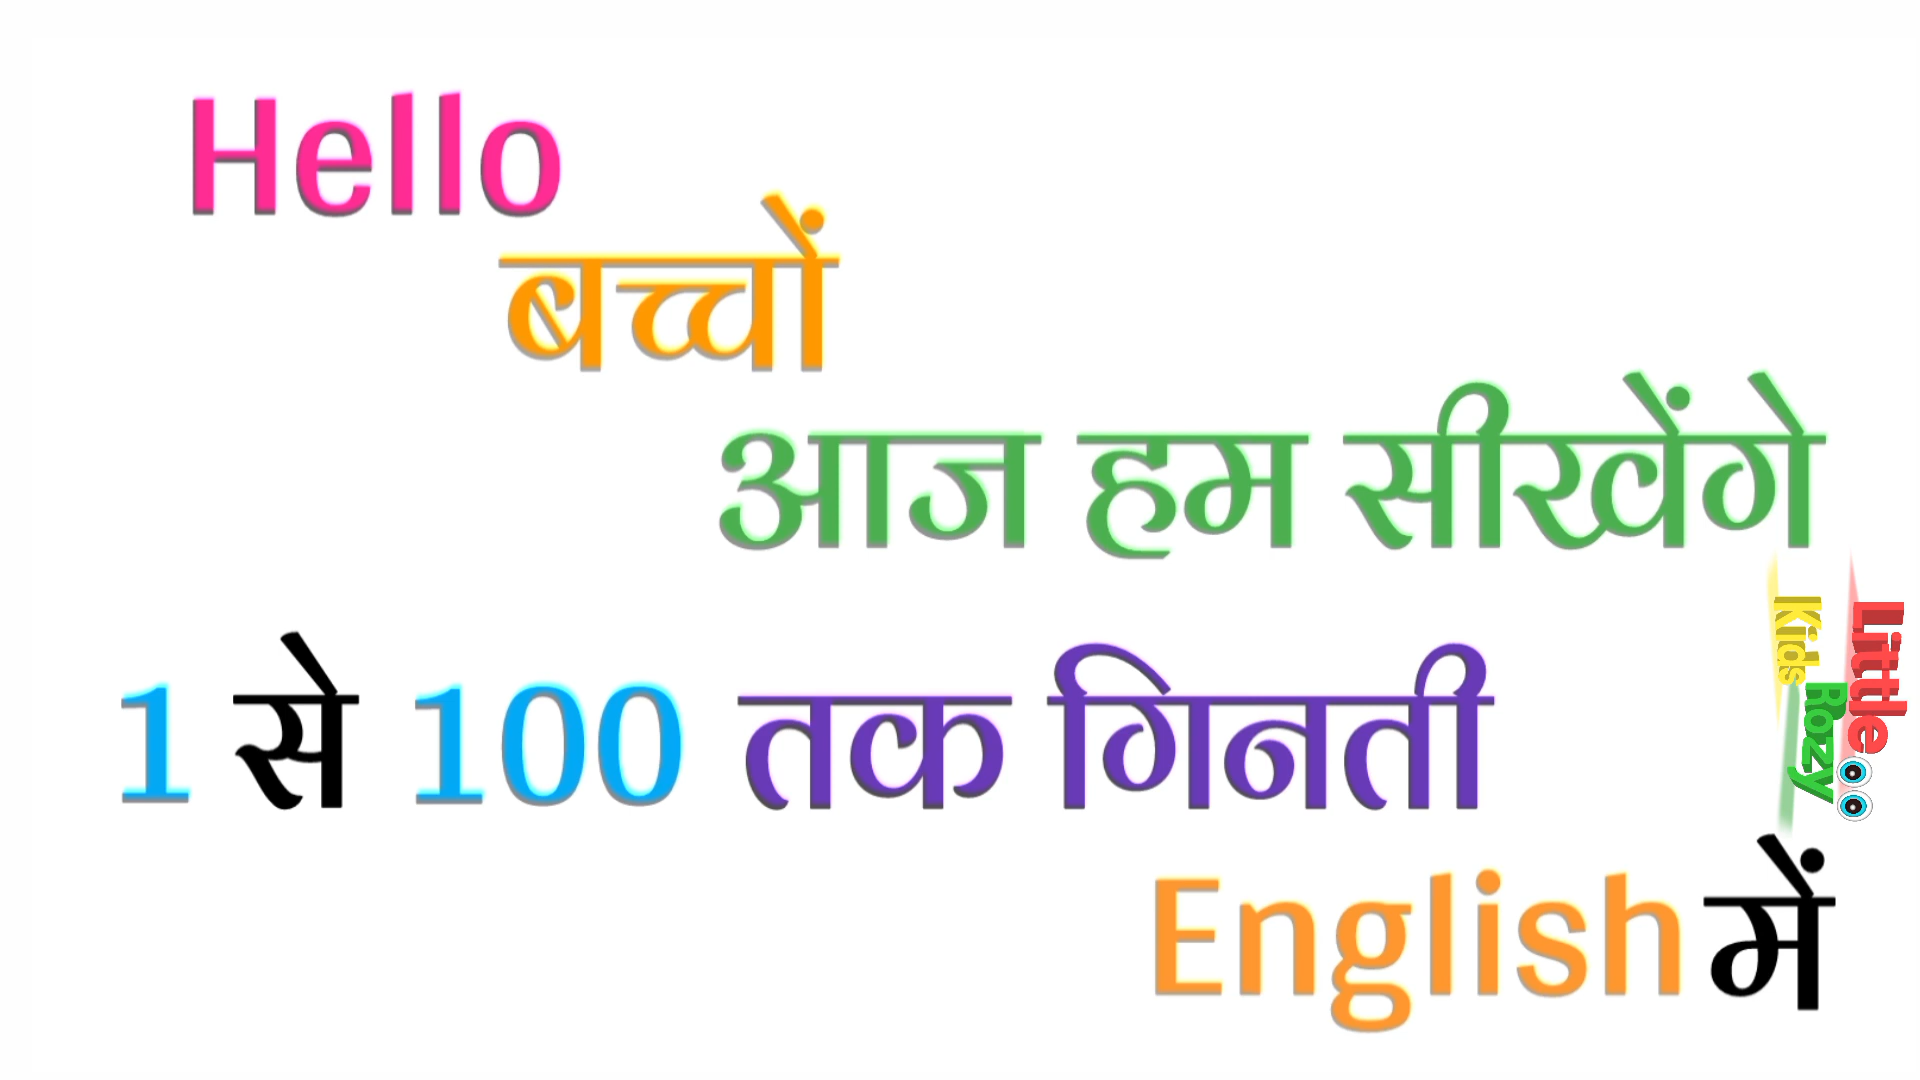 Hello
बच्चों
आज हम सीखेंगे
1 से 100 तक गिनती
English में
Little
Kids Rozy